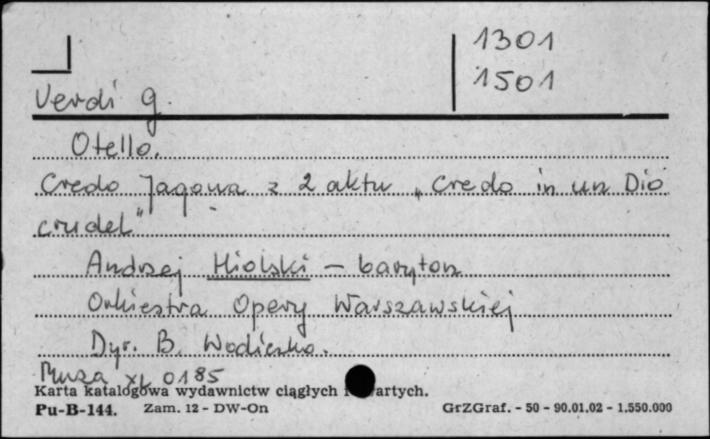 1301
1501
Verdi G.
Otello.
Credo Jagowa z 2 aktu „Credo in un Dio
crudel"
Andrzej Hiolski – baryton
Orkiestra Opery Warszawskiej
Dyr. B. Wodiczko.
Muza XL 0185
Karta katalogowa wydawnictw ciągłych i zwartych.
Pu-B-144. Zam. 12 - DW-On GrZGraf. - 50 - 90.01.02 - 1.550.000